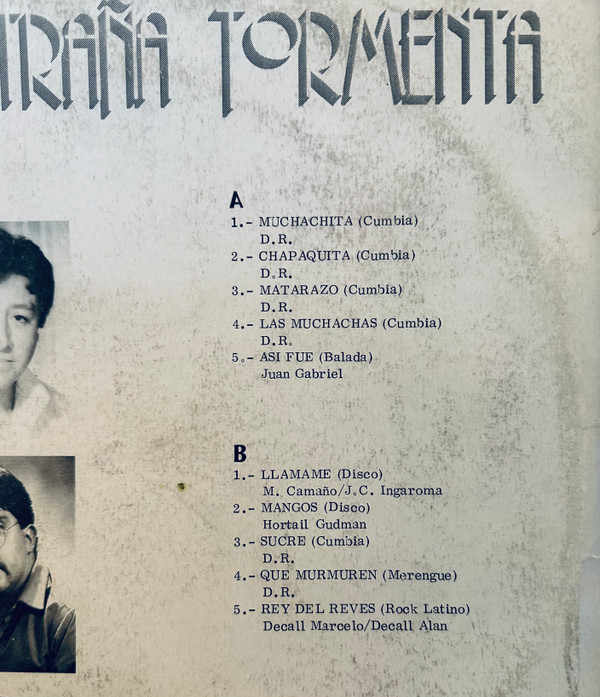 TRAÑA TORMENTA
A
1.- MUCHACHITA (Cumbia)
D.R.
2.- CHAPAQUITA (Cumbia)
D.R.
3.- MATARAZO (Cumbia)
D.R.
4.- LAS MUCHACHAS (Cumbia)
D.R.
5.- ASI FUE (Balada)
Juan Gabriel
B
1.- LLAMAME (Disco)
M. Camaño/J.C. Ingaroma
2.- MANGOS (Disco)
Hortail Gudman
3.- SUCRE (Cumbia)
D.R.
4.- QUE MURMUREN (Merengue)
D.R.
5.- REY DEL REVES (Rock Latino)
Decall Marcelo/Decall Alan